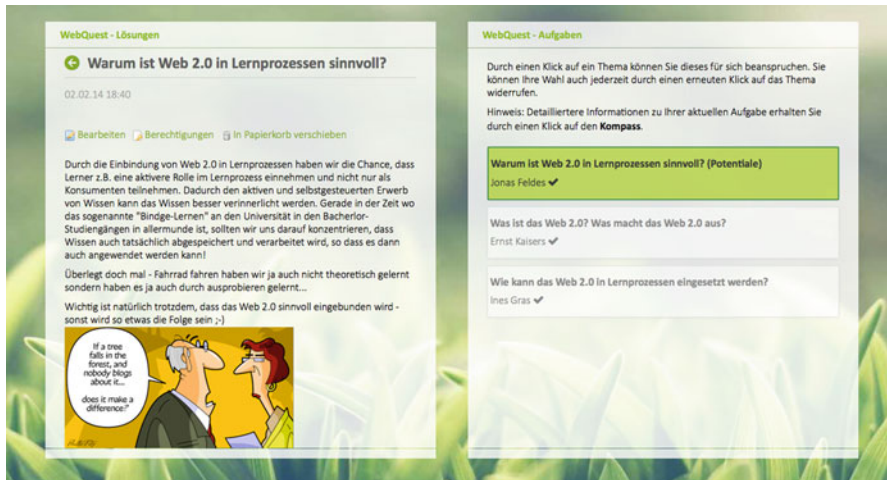 WebQuest - Lösungen
Warum ist Web 2.0 in Lernprozessen sinnvoll?
02.02.14 18:40
Bearbeiten Berechtigungen In Papierkorb verschieben
Durch die Einbindung von Web 2.0 in Lernprozessen haben wir die Chance, dass
Lerner z.B. eine aktivere Rolle im Lernprozess einnehmen und nicht nur als
Konsumenten teilnehmen. Dadurch den aktiven und selbstgesteuerten Erwerb
von Wissen kann das Wissen besser verinnerlicht werden. Gerade in der Zeit wo
das sogenannte "Bindge-Lernen" an den Universität in den Bacherlor-
Studiengängen in allermunde ist, sollten wir uns darauf konzentrieren, dass
Wissen auch tatsächlich abgespeichert und verarbeitet wird, so dass es dann
auch angewendet werden kann!
Überlegt doch mal - Fahrrad fahren haben wir ja auch nicht theoretisch gelernt
sondern haben es ja auch durch ausprobieren gelernt...
Wichtig ist natürlich trotzdem, dass das Web 2.0 sinnvoll eingebunden wird -
sonst wird so etwas die Folge sein ;-)
If a tree
falls in the
forest, and
nobody blogs
about it...
does it make a
difference?
WebQuest - Aufgaben
Durch einen Klick auf ein Thema können Sie dieses für sich beanspruchen. Sie
können Ihre Wahl auch jederzeit durch einen erneuten Klick auf das Thema
widerrufen.
Hinweis: Detailliertere Informationen zu Ihrer aktuellen Aufgabe erhalten Sie
durch einen Klick auf den Kompass.
Warum ist Web 2.0 in Lernprozessen sinnvoll? (Potentiale)
Jonas Feldes ✔
Was ist das Web 2.0? Was macht das Web 2.0 aus?
Ernst Kaisers ✔
Wie kann das Web 2.0 in Lernprozessen eingesetzt werden?
Ines Gras ✔